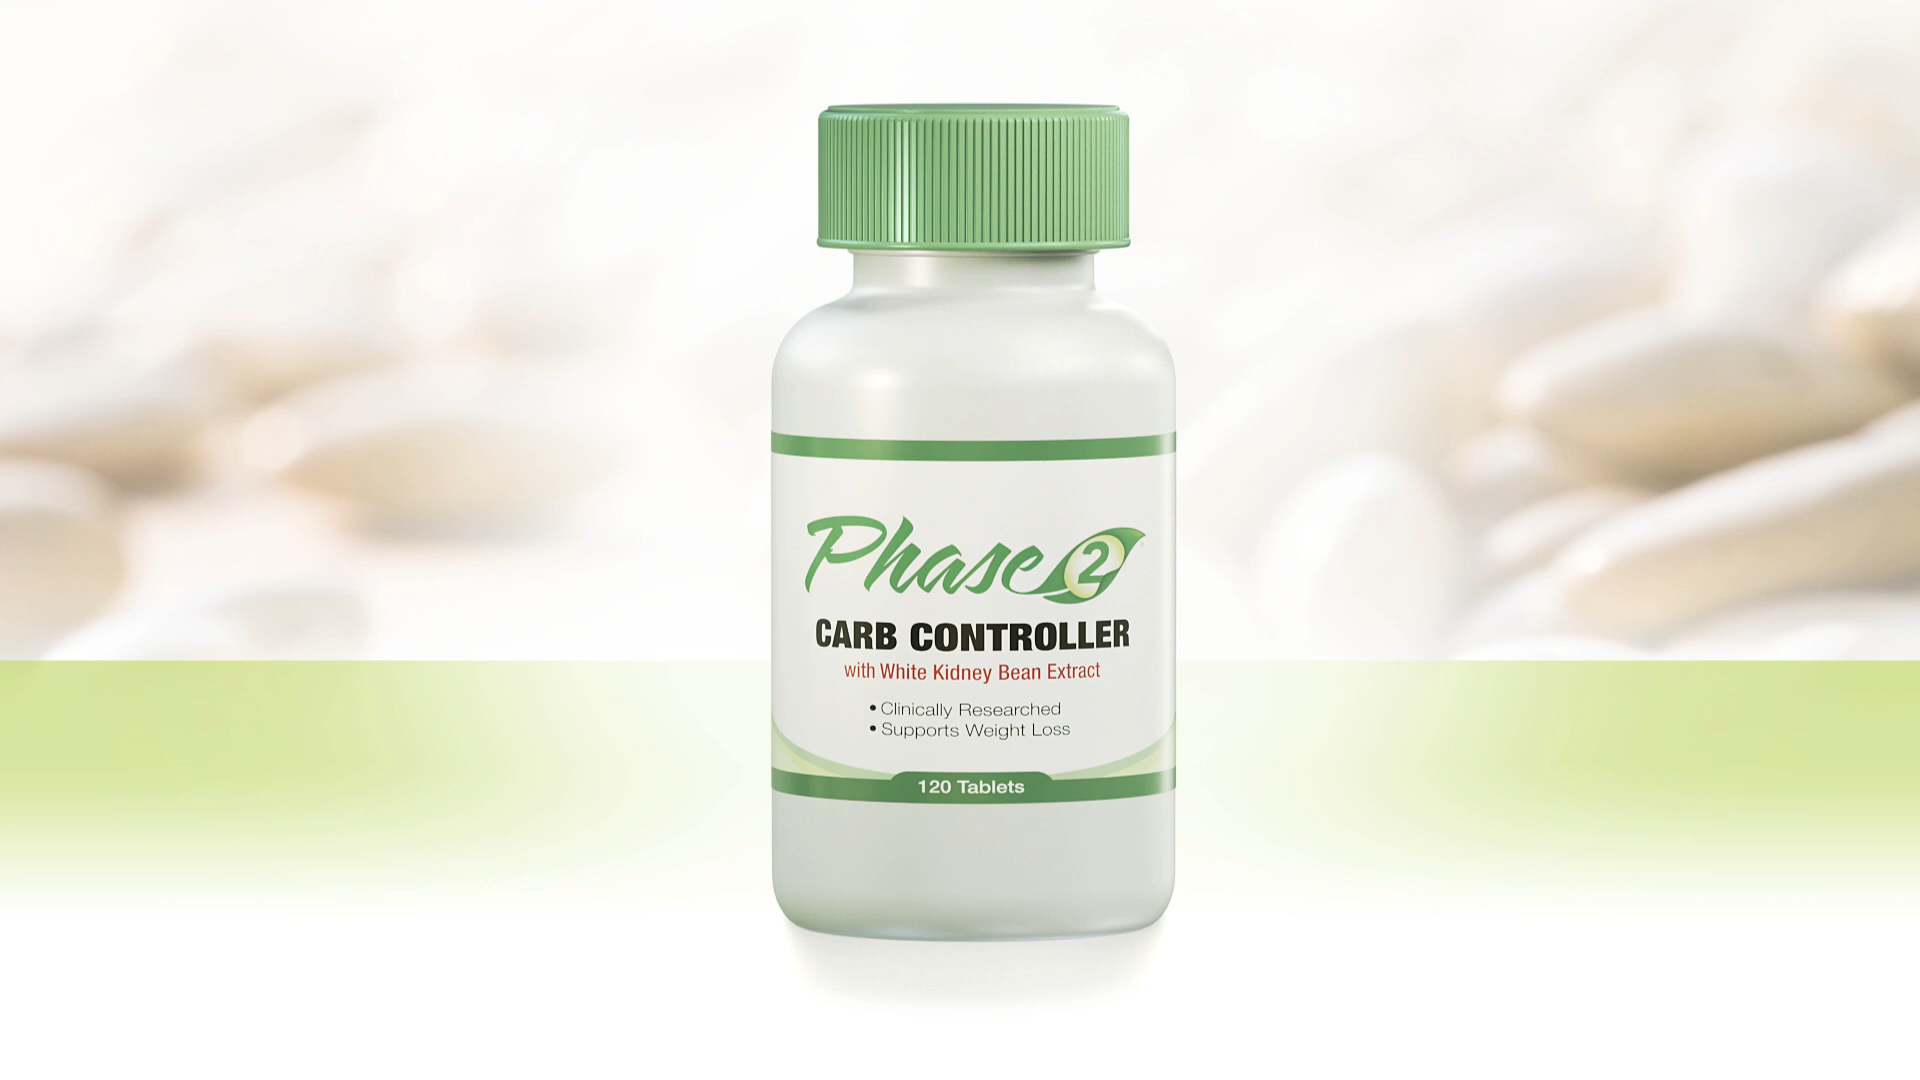 Phase 2
CARB CONTROLLER
with White Kidney Bean Extract
• Clinically Researched
• Supports Weight Loss
120 Tablets